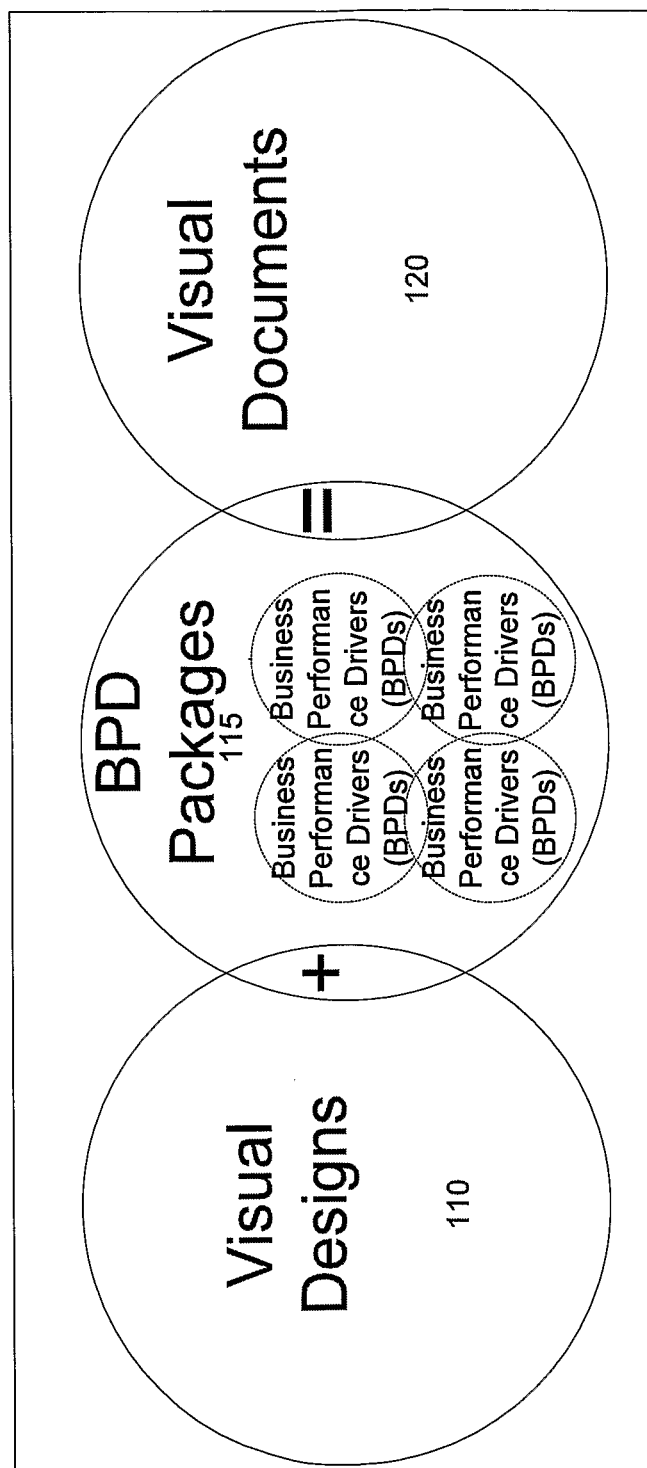 Visual
Designs
110
+
BPD
Packages
115
Business
Performan
ce Drivers
(BPDs)
Business
Performan
ce Drivers
(BPDs)
Business
Performan
ce Drivers
(BPDs)
Business
Performan
ce Drivers
(BPDs)
=
Visual
Documents
120